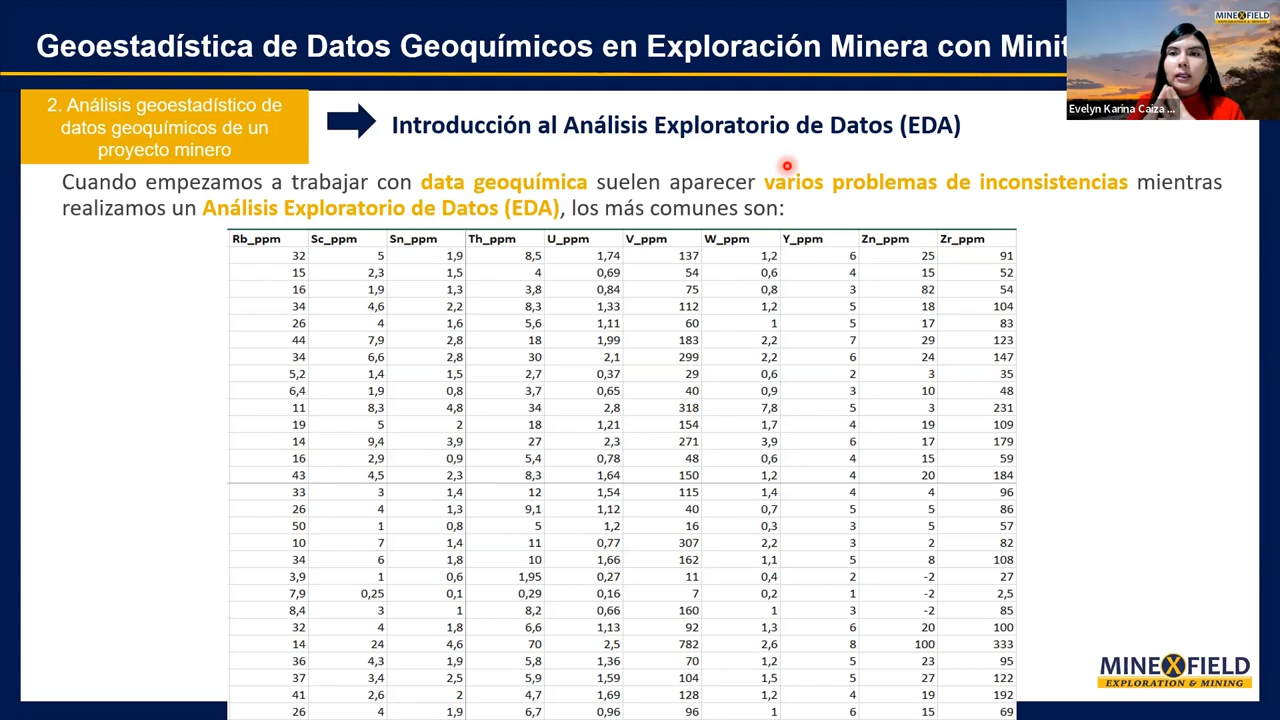 Geoestadística de Datos Geoquímicos en Exploración Minera con
MINEXFIELD
EXPLORATION & MINING
Evelyn Karina Caiza ...
2. Análisis geoestadístico de
datos geoquímicos de un
proyecto minero
Introducción al Análisis Exploratorio de Datos (EDA)
Cuando empezamos a trabajar con data geoquímica suelen aparecer varios problemas de inconsistencias mientras
realizamos un Análisis Exploratorio de Datos (EDA), los más comunes son:
Rb_ppm Sc_ppm Sn_ppm Th_ppm U_ppm V_ppm W_ppm Y_ppm Zn_ppm Zr_ppm
32 5 1,9 8,5 1,74 137 1,2 6 25 91
15 2,3 1,5 4 0,69 54 0,6 4 15 52
16 1,9 1,3 3,8 0,84 75 0,8 3 82 54
34 4,6 2,2 8,3 1,33 112 1,2 5 18 104
26 4 1,6 5,6 1,11 60 1 5 17 83
44 7,9 2,8 18 1,99 183 2,2 7 29 123
34 6,6 2,8 30 2,1 299 2,2 6 24 147
5,2 1,4 1,5 2,7 0,37 29 0,6 2 3 35
6,4 1,9 0,8 3,7 0,65 40 0,9 3 10 48
11 8,3 4,8 34 2,8 318 7,8 5 3 231
19 5 2 18 1,21 154 1,7 4 19 109
14 9,4 3,9 27 2,3 271 3,9 6 17 179
16 2,9 0,9 5,4 0,78 48 0,6 4 15 59
43 4,5 2,3 8,3 1,64 150 1,2 4 20 184
33 3 1,4 12 1,54 115 1,4 4 4 96
26 4 1,3 9,1 1,12 40 0,7 5 5 86
50 1 0,8 5 1,2 16 0,3 3 5 57
10 7 1,4 11 0,77 307 2,2 3 2 82
34 6 1,8 10 1,66 162 1,1 5 8 108
3,9 1 0,6 1,95 0,27 11 0,4 2 -2 27
7,9 0,25 0,1 0,29 0,16 7 0,2 1 -2 2,5
8,4 3 1 8,2 0,66 160 1 3 -2 85
32 4 1,8 6,6 1,13 92 1,3 6 20 100
14 24 4,6 70 2,5 782 2,6 8 100 333
36 4,3 1,9 5,8 1,36 70 1,2 5 23 95
37 3,4 2,5 5,9 1,59 104 1,5 5 27 122
41 2,6 2 4,7 1,69 128 1,2 4 19 192
26 4 1,9 6,7 0,96 96 1 6 15 69
MINEXFIELD
EXPLORATION & MINING